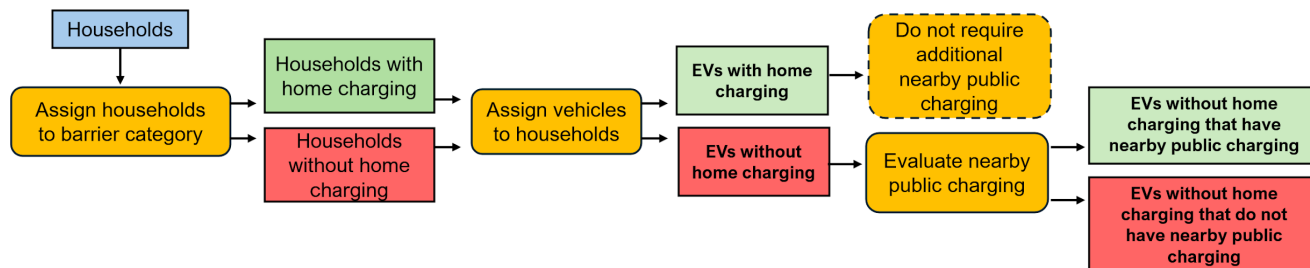 Households
Assign households
to barrier category
Households with
home charging
Households
without home
charging
Assign vehicles
to households
EVs with home
charging
EVs without
home charging
Do not require
additional
nearby public
charging
Evaluate nearby
public charging
EVs without home
charging that have
nearby public charging
EVs without home
charging that do not
have nearby public
charging